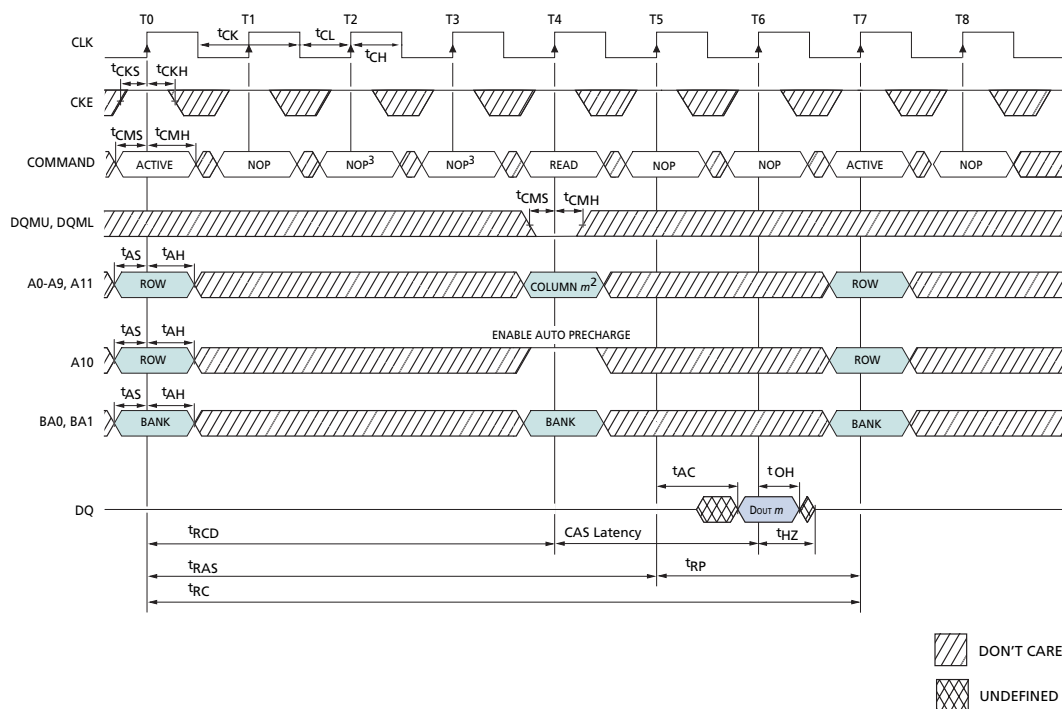 T0 T1 T2 T3 T4 T5 T6 T7 T8
CLK
tCK tCL tCH
tCKS tCKH
CKE
tCMS tCMH
COMMAND ACTIVE NOP NOP3 NOP3 READ NOP NOP ACTIVE NOP
tCMS tCMH
DQMU, DQML
tAS tAH
A0-A9, A11 ROW COLUMN m2 ROW
tAS tAH ENABLE AUTO PRECHARGE
A10 ROW ROW
tAS tAH
BA0, BA1 BANK BANK BANK
tAC tOH
DQ DOUT m
tRCD CAS Latency tHZ
tRAS tRP
tRC
DON'T CARE
UNDEFINED